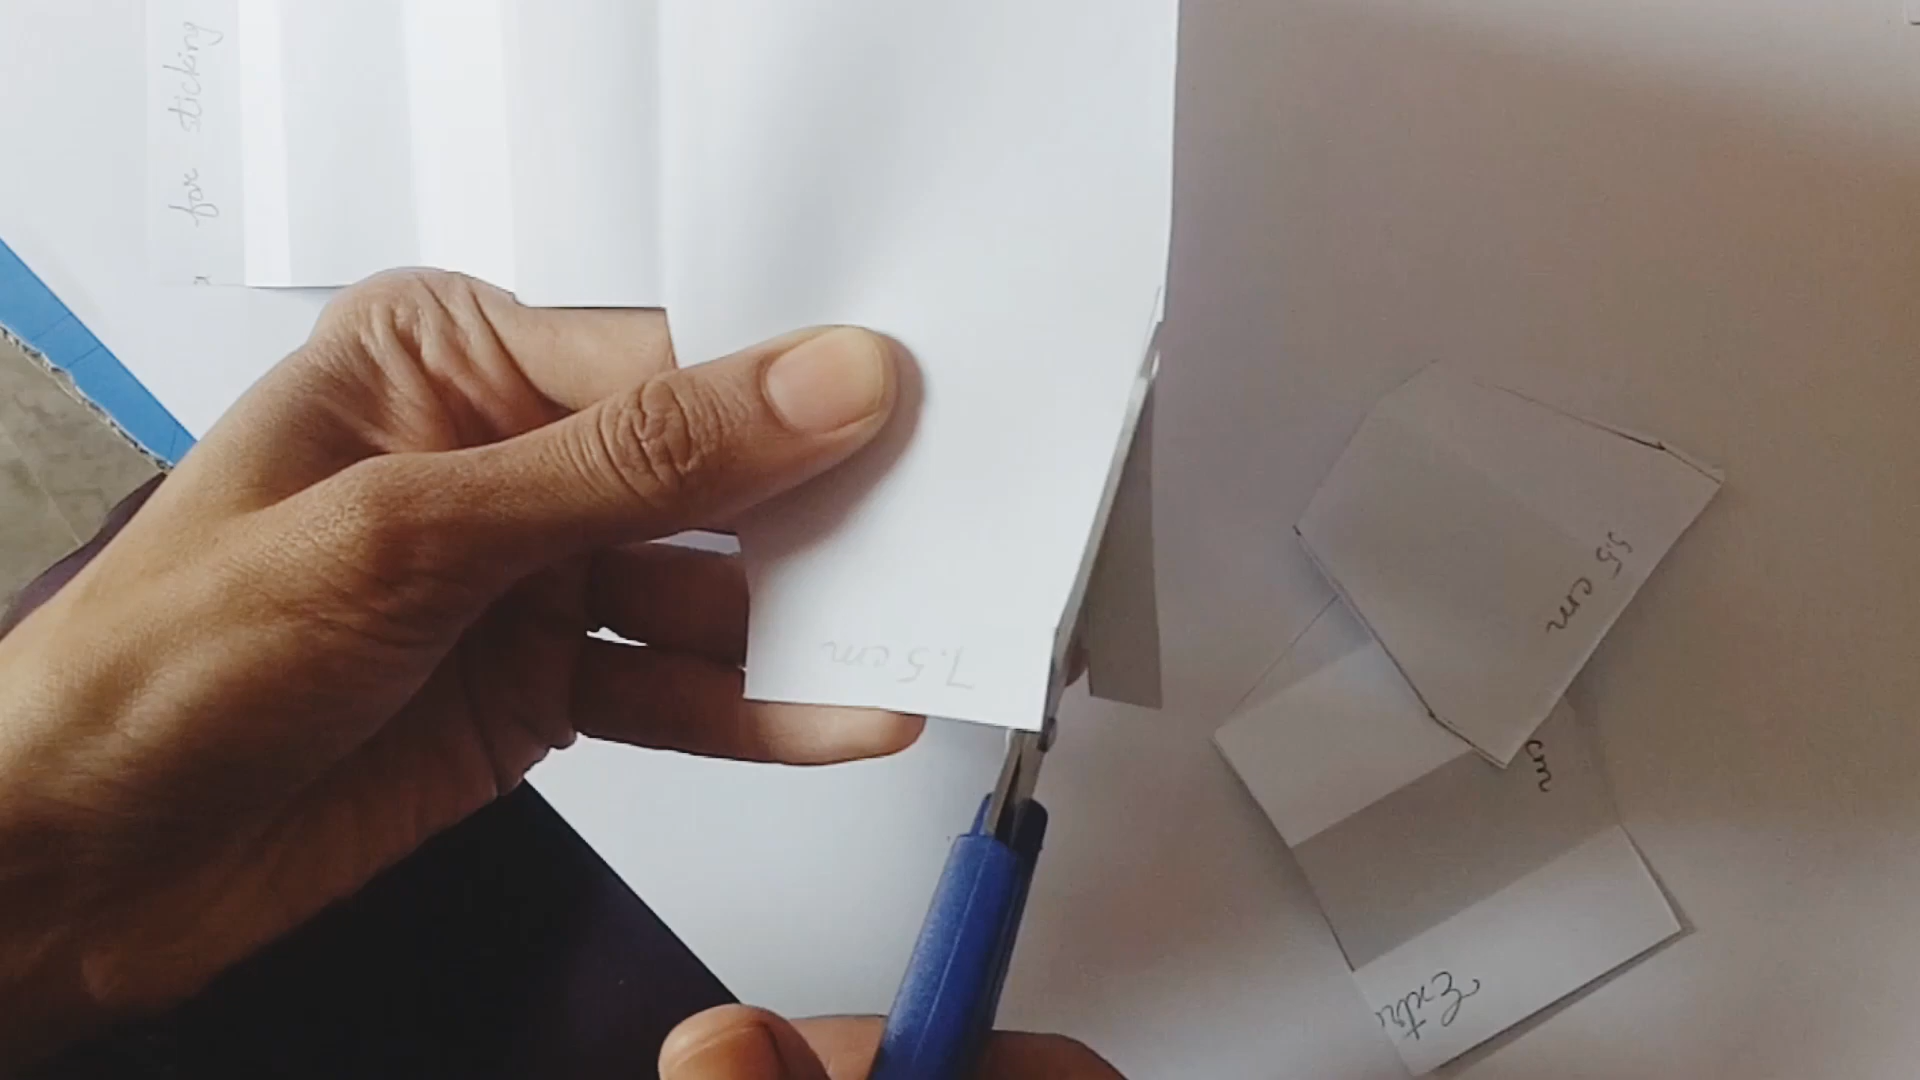 x for sticking
7.5 cm
5.5 cm
cm
Extra